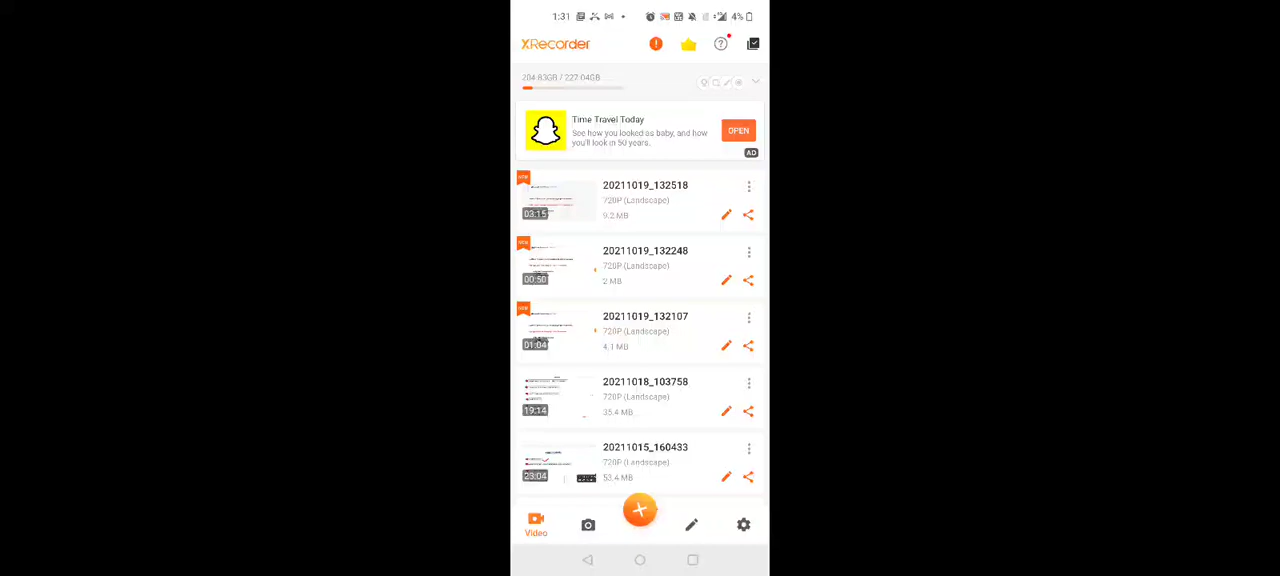 1:31
4%
XRecorder
204.83GB / 227.04GB
Time Travel Today
See how you looked as baby, and how
you'll look in 50 years.
OPEN
AD
NEW
20211019_132518
720P (Landscape)
03:15
9.2 MB
NEW
20211019_132248
720P (Landscape)
00:50
2 MB
NEW
20211019_132107
720P (Landscape)
01:04
4.1 MB
20211018_103758
720P (Landscape)
19:14
35.4 MB
20211015_160433
720P (Landscape)
23:04
53.4 MB
Video